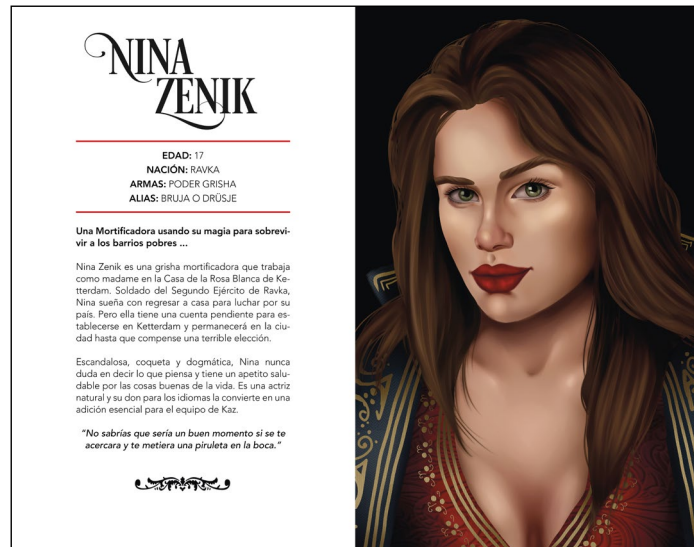 NINA
ZENIK
EDAD: 17
NACIÓN: RAVKA
ARMAS: PODER GRISHA
ALIAS: BRUJA O DRÜSJE
Una Mortificadora usando su magia para sobrevi-
vir a los barrios pobres ...
Nina Zenik es una grisha mortificadora que trabaja
como madame en la Casa de la Rosa Blanca de Ke-
tterdam. Soldado del Segundo Ejército de Ravka,
Nina sueña con regresar a casa para luchar por su
país. Pero ella tiene una cuenta pendiente para es-
tablecerse en Ketterdam y permanecerá en la ciu-
dad hasta que compense una terrible elección.
Escandalosa, coqueta y dogmática, Nina nunca
duda en decir lo que piensa y tiene un apetito salu-
dable por las cosas buenas de la vida. Es una actriz
natural y su don para los idiomas la convierte en una
adición esencial para el equipo de Kaz.
“No sabrías que sería un buen momento si se te
acercara y te metiera una piruleta en la boca.”